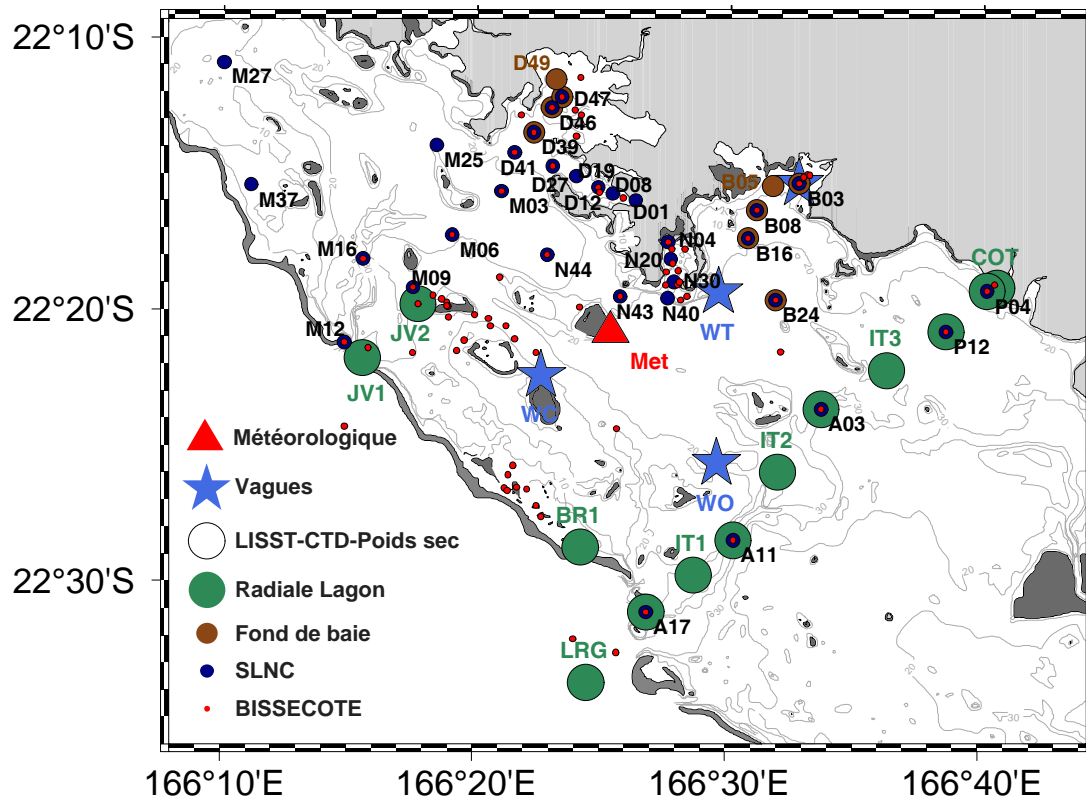 22°10'S
22°20'S
22°30'S
166°10'E
166°20'E
166°30'E
166°40'E
M27
D49
D47
D46
D39
M25
D41
D19
D27
D08
M37
M03
D12
D01
B05
B03
B08
M06
N04
B16
M16
N44
N20
COT
M09
N30
P04
N43
N40
B24
M12
JV2
WT
IT3
Met
P12
JV1
WC
A03
IT2
WO
BR1
IT1
A11
A17
LRG
Météorologique
Vagues
LISST-CTD-Poids sec
Radiale Lagon
Fond de baie
SLNC
BISSECOTE